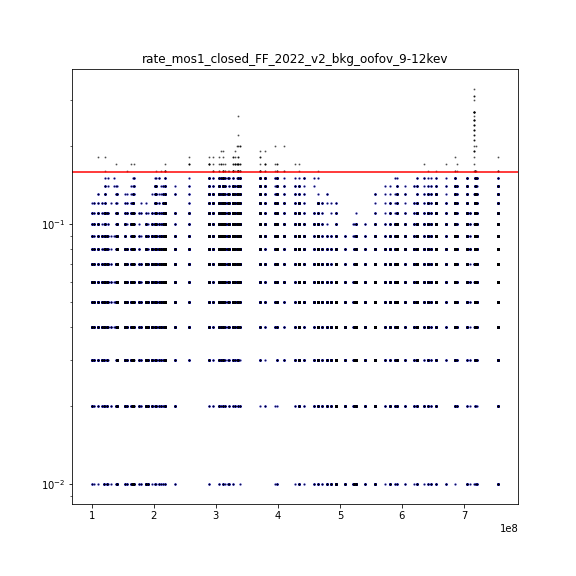 rate_mos1_closed_FF_2022_v2_bkg_oofov_9-12kev
10⁻¹
10⁻²
1 2 3 4 5 6 7
1e8